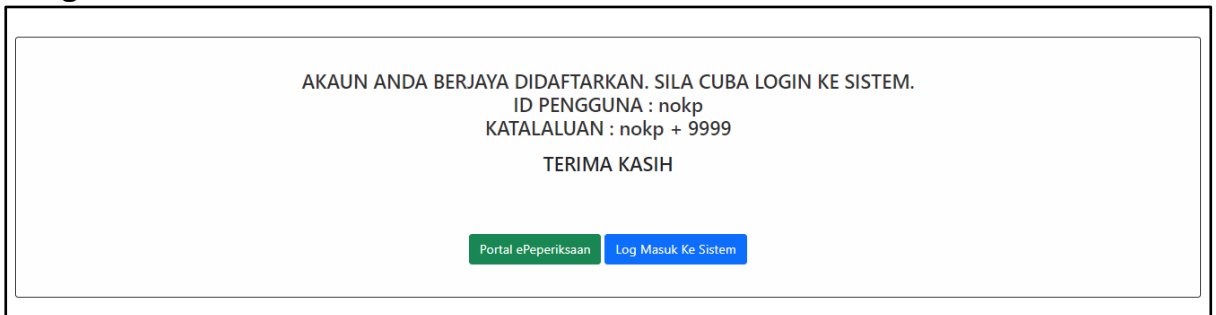 AKAUN ANDA BERJAYA DIDAFTARKAN. SILA CUBA LOGIN KE SISTEM.
ID PENGGUNA : nokp
KATALALUAN : nokp + 9999
TERIMA KASIH
Portal ePeperiksaan Log Masuk Ke Sistem